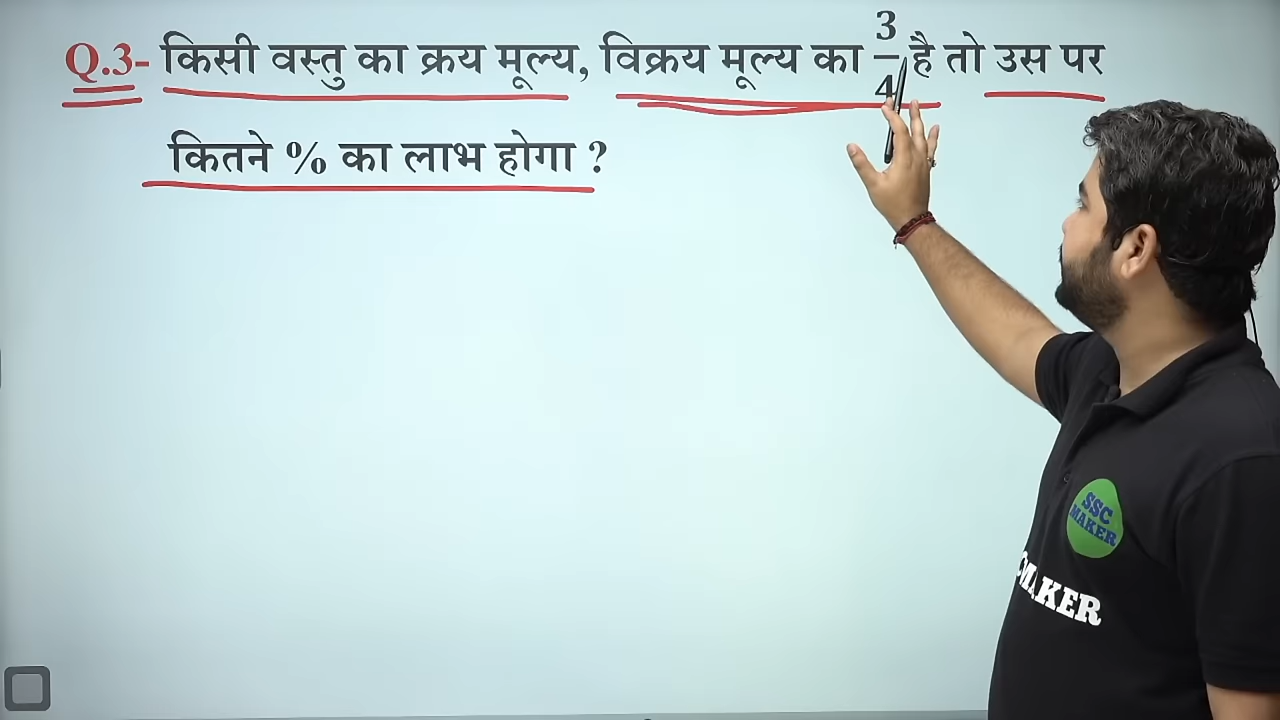 Q.3- किसी वस्तु का क्रय मूल्य, विक्रय मूल्य का 3/4 है तो उस पर
कितने % का लाभ होगा ?
SSC
MAKER
MAKER